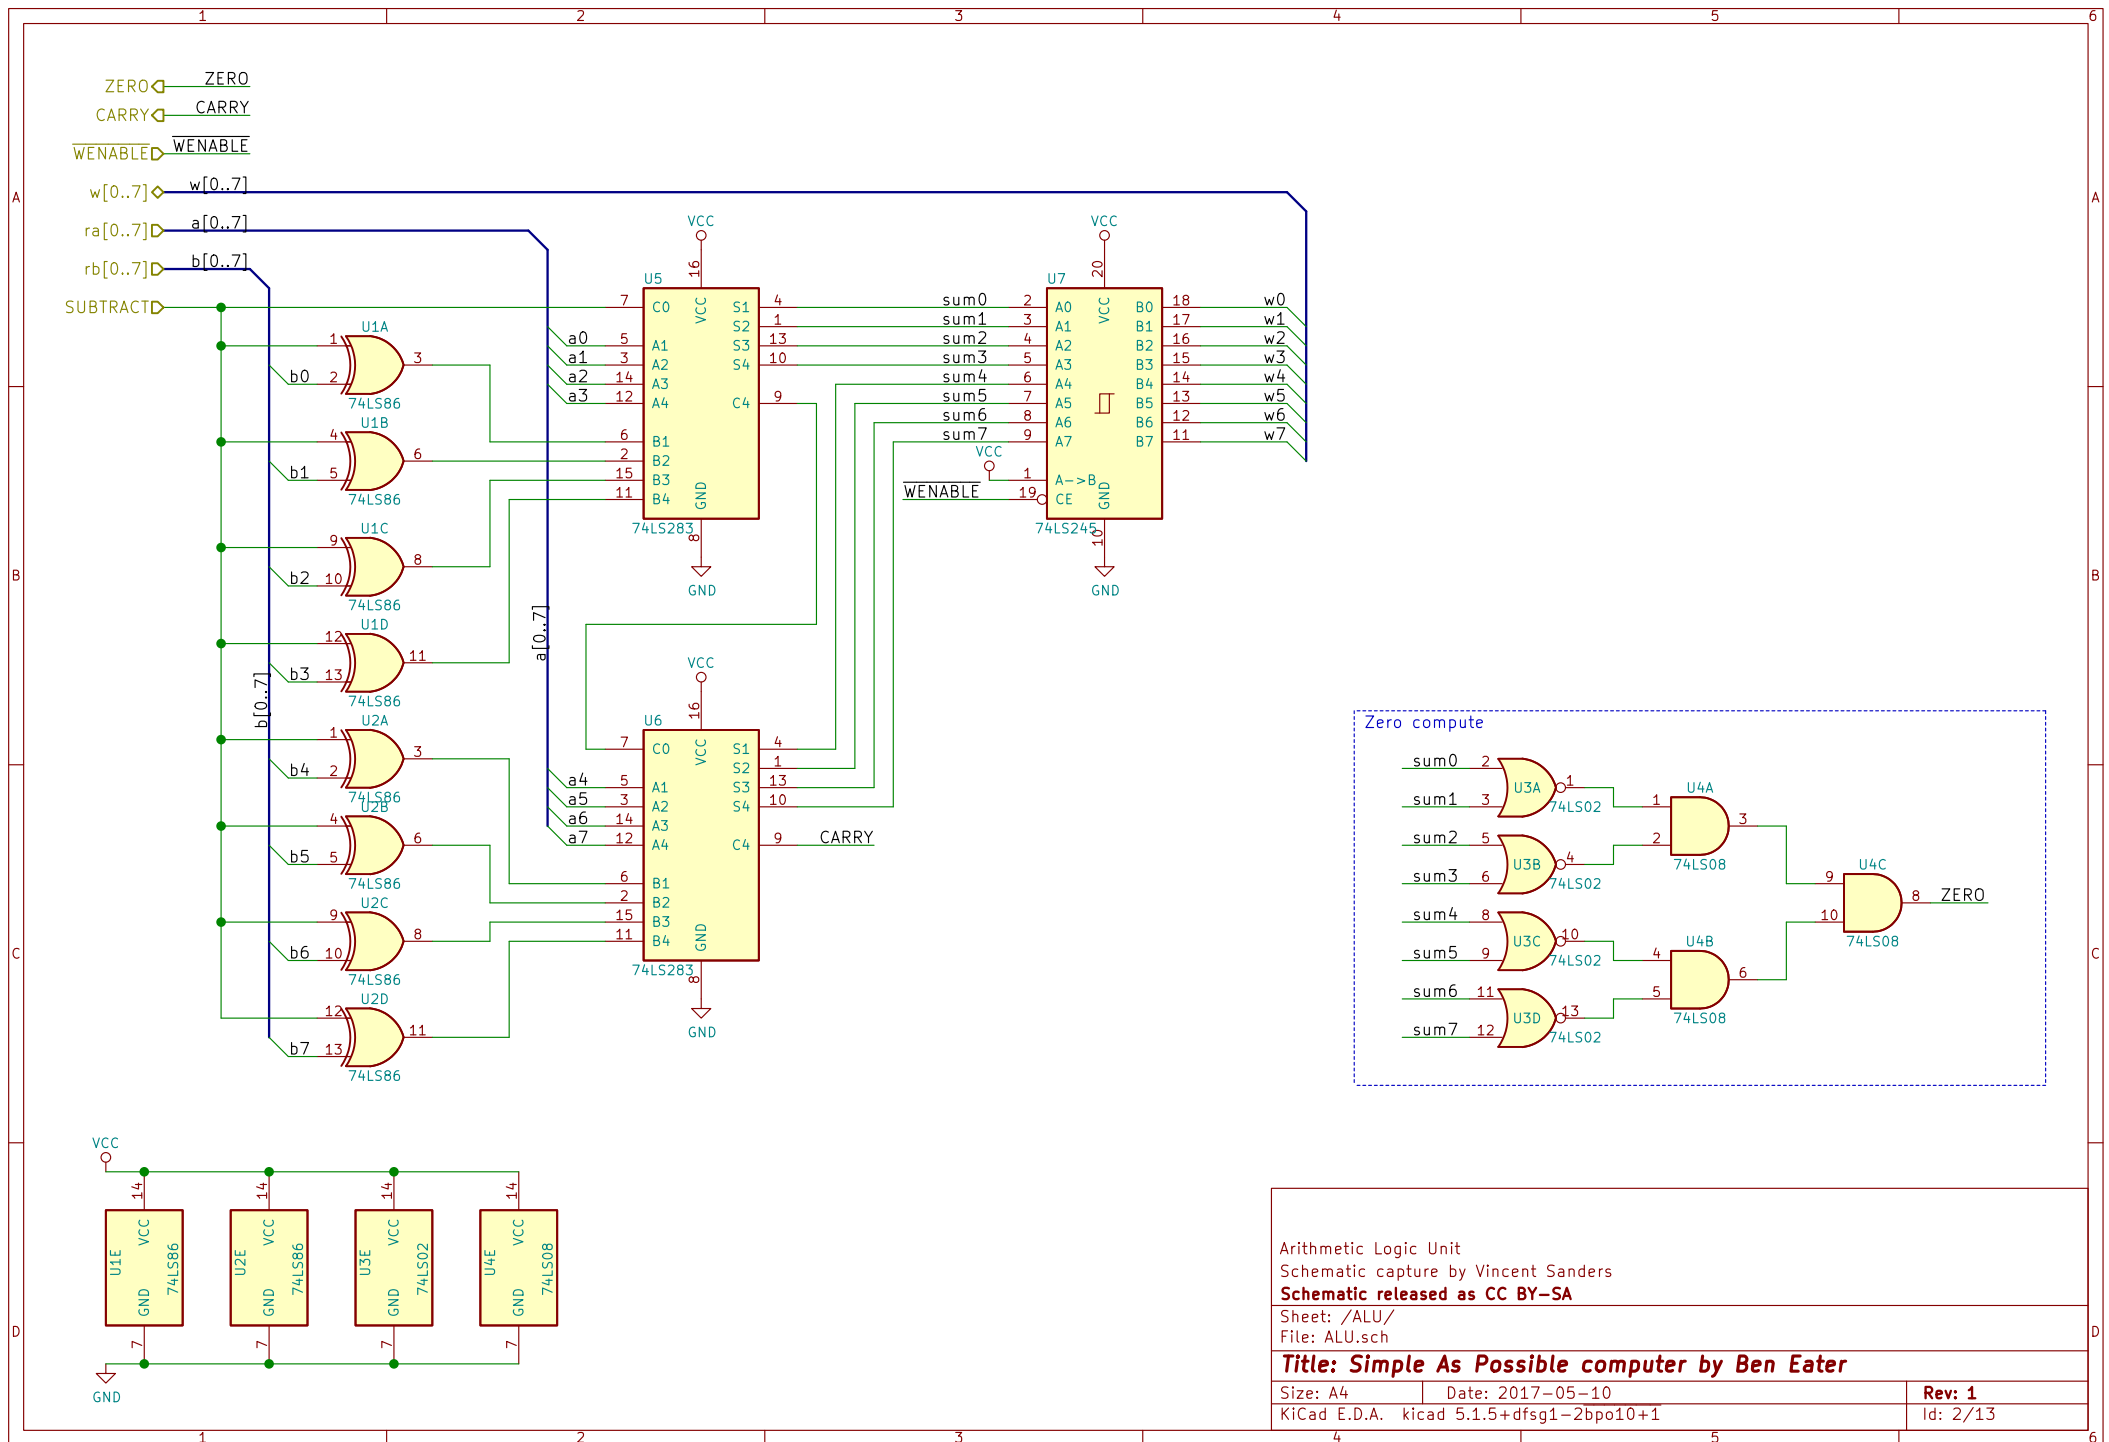 1 2 3 4 5 6
A
B
C
D
A
B
C
D
1 2 3 4 5 6
ZERO ZERO
CARRY CARRY
WENABLE WENABLE
w[0..7] w[0..7]
ra[0..7] a[0..7]
rb[0..7] b[0..7]
SUBTRACT
b[0..7]
a[0..7]
U1A
1
b0 2
3
74LS86
U1B
4
b1 5
6
74LS86
U1C
9
b2 10
8
74LS86
U1D
12
b3 13
11
74LS86
U2A
1
b4 2
3
74LS86
U2B
4
b5 5
6
74LS86
U2C
9
b6 10
8
74LS86
U2D
12
b7 13
11
74LS86
VCC
16
U5
VCC
7 C0 S1 4
S2 1
a0 5 A1 S3 13
a1 3 A2 S4 10
a2 14 A3
a3 12 A4 C4 9
6 B1
2 B2
15 B3
11 B4
GND
74LS283
8
GND
VCC
16
U6
VCC
7 C0 S1 4
S2 1
a4 5 A1 S3 13
a5 3 A2 S4 10
a6 14 A3
a7 12 A4 C4 9 CARRY
6 B1
2 B2
15 B3
11 B4
GND
74LS283
8
GND
VCC
20
U7
VCC
sum0 2 A0 B0 18 w0
sum1 3 A1 B1 17 w1
sum2 4 A2 B2 16 w2
sum3 5 A3 B3 15 w3
sum4 6 A4 B4 14 w4
sum5 7 A5 B5 13 w5
sum6 8 A6 B6 12 w6
sum7 9 A7 B7 11 w7
VCC
1 A->B
WENABLE 19 CE
GND
74LS245
10
GND
Zero compute
sum0 2
sum1 3
U3A 1
74LS02
sum2 5
sum3 6
U3B 4
74LS02
sum4 8
sum5 9
U3C 10
74LS02
sum6 11
sum7 12
U3D 13
74LS02
U4A
1
2
3
74LS08
U4B
4
5
6
74LS08
U4C
9
10
8 ZERO
74LS08
VCC
14 14 14 14
U1E VCC GND 74LS86
U2E VCC GND 74LS86
U3E VCC GND 74LS02
U4E VCC GND 74LS08
7 7 7 7
GND
Arithmetic Logic Unit
Schematic capture by Vincent Sanders
Schematic released as CC BY-SA
Sheet: /ALU/
File: ALU.sch
Title: Simple As Possible computer by Ben Eater
Size: A4 Date: 2017-05-10 Rev: 1
KiCad E.D.A. kicad 5.1.5+dfsg1-2bpo10+1 Id: 2/13